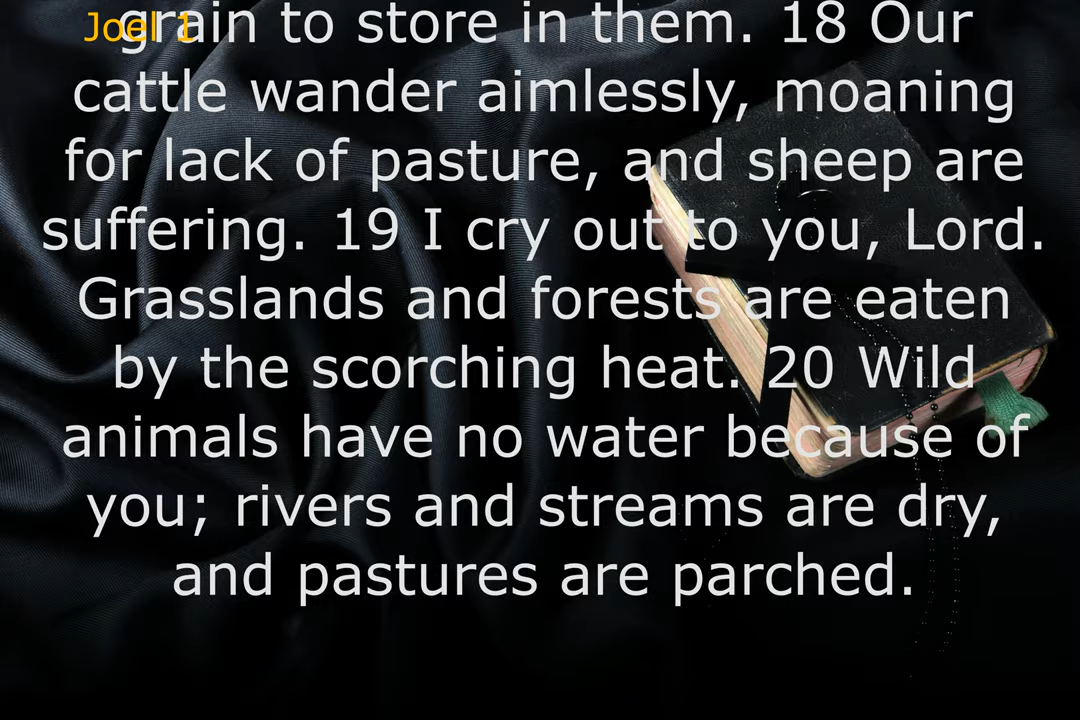 Joel 1
grain to store in them. 18 Our
cattle wander aimlessly, moaning
for lack of pasture, and sheep are
suffering. 19 I cry out to you, Lord.
Grasslands and forests are eaten
by the scorching heat. 20 Wild
animals have no water because of
you; rivers and streams are dry,
and pastures are parched.